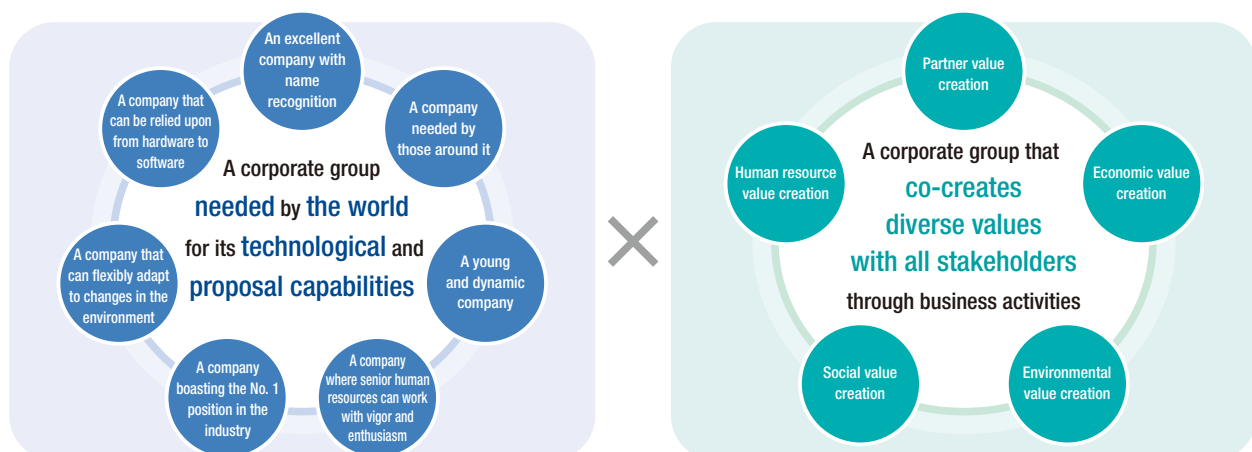 An excellent
company with
name
recognition
A company
needed by
those around it
A young
and dynamic
company
A company
where senior human
resources can work
with vigor and
enthusiasm
A company
boasting the No. 1
position in the
industry
A company that
can flexibly adapt
to changes in the
environment
A company that
can be relied upon
from hardware to
software
A corporate group
needed by the world
for its technological and
proposal capabilities
×
Partner value
creation
Economic value
creation
Environmental
value creation
Social value
creation
Human resource
value creation
A corporate group that
co-creates
diverse values
with all stakeholders
through business activities